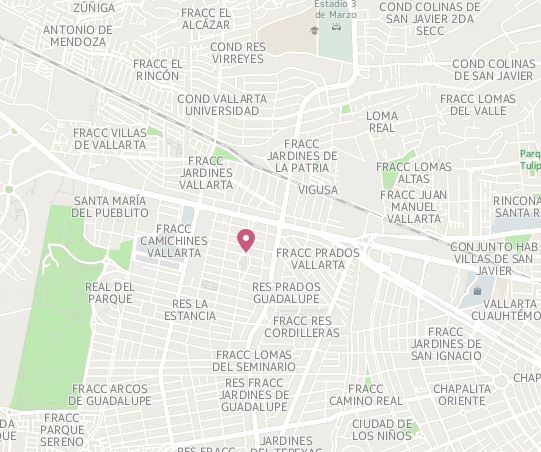 ZÚÑIGA
ANTONIO DE
MENDOZA
FRACC EL
ALCÁZAR
Estadio 3
de Marzo
COND COLINAS DE
SAN JAVIER 2DA
SECC
COND RES
VIRREYES
FRACC EL
RINCÓN
COND COLINAS
DE SAN JAVIER
COND VALLARTA
UNIVERSIDAD
FRACC LOMAS
DEL VALLE
LOMA
REAL
FRACC VILLAS
DE VALLARTA
FRACC
JARDINES
VALLARTA
FRACC
JARDINES DE
LA PATRIA
VIGUSA
FRACC LOMAS
ALTAS
Parq
Tulip
FRACC JUAN
MANUEL
VALLARTA
RINCONA
SANTA R
SANTA MARÍA
DEL PUEBLITO
FRACC
CAMICHINES
VALLARTA
FRACC PRADOS
VALLARTA
CONJUNTO HAB
VILLAS DE SAN
JAVIER
REAL DEL
PARQUE
RES LA
ESTANCIA
RES PRADOS
GUADALUPE
FRACC RES
CORDILLERAS
VALLARTA
CUAUHTÉMO
FRACC
JARDINES DE
SAN IGNACIO
FRACC LOMAS
DEL SEMINARIO
FRACC ARCOS
DE GUADALUPE
RES FRACC
JARDINES DE
GUADALUPE
FRACC
CAMINO REAL
CHAPALITA
ORIENTE
CHAP
DA
QUE
FRACC
PARQUE
SERENO
CIUDAD DE
LOS NIÑOS
RES FRACC
JARDINES
DEL TEPEYAC